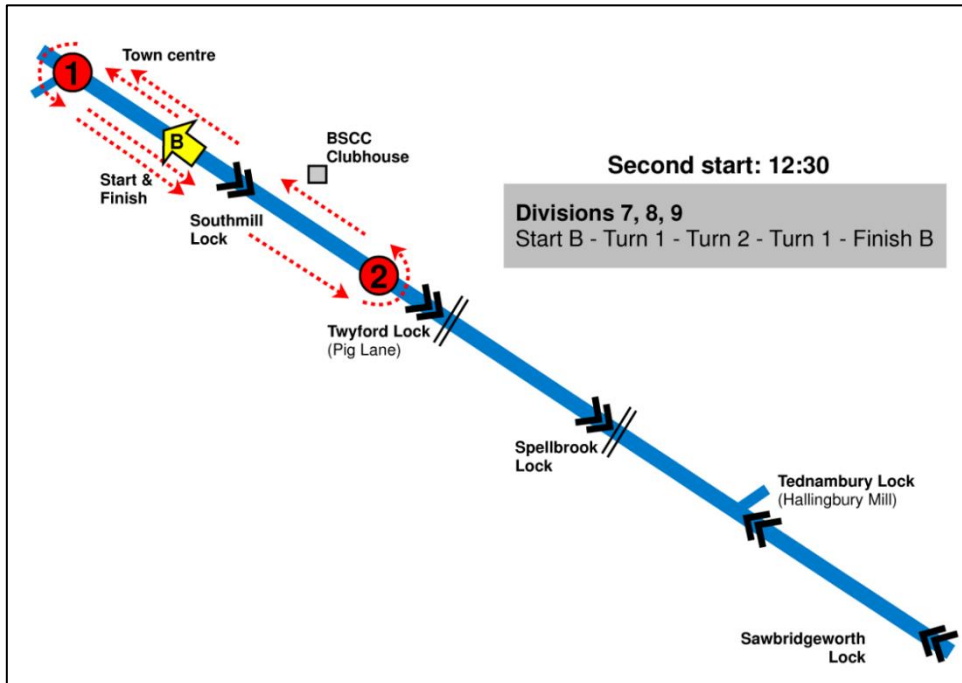 1
Town centre
B
BSCC
Clubhouse
Start &
Finish
Southmill
Lock
Second start: 12:30
Divisions 7, 8, 9
Start B - Turn 1 - Turn 2 - Turn 1 - Finish B
2
Twyford Lock
(Pig Lane)
Spellbrook
Lock
Tednambury Lock
(Hallingbury Mill)
Sawbridgeworth
Lock